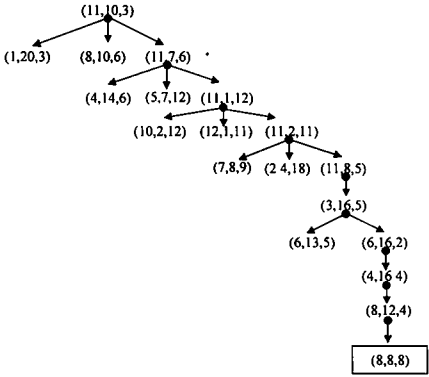 (11,10,3)
(1,20,3) (8,10,6) (11,7,6)
(4,14,6) (5,7,12) (11,1,12)
(10,2,12) (12,1,11) (11,2,11)
(7,8,9) (2 4,18) (11,8,5)
(3,16,5)
(6,13,5) (6,16,2)
(4,16 4)
(8,12,4)
(8,8,8)